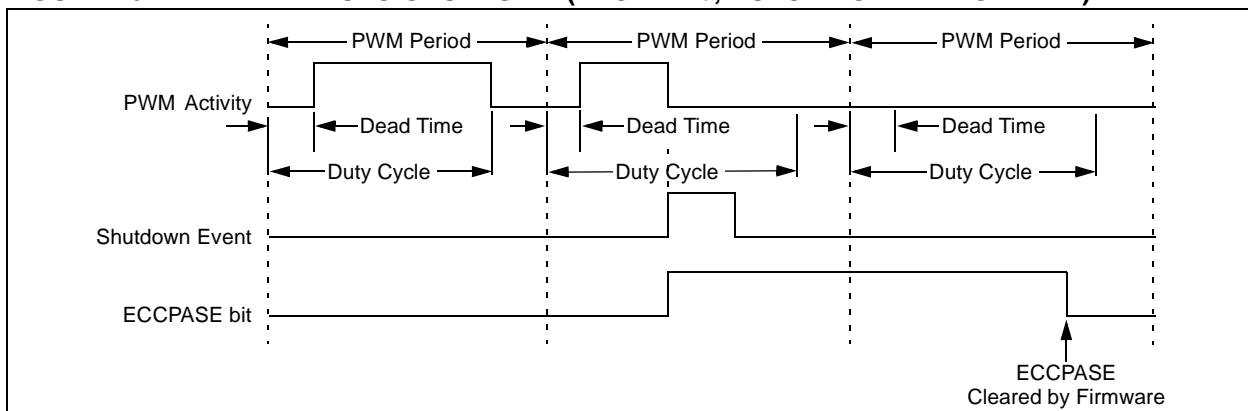 PWM Period PWM Period PWM Period
PWM Activity
Dead Time Dead Time Dead Time
Duty Cycle Duty Cycle Duty Cycle
Shutdown Event
ECCPASE bit
ECCPASE
Cleared by Firmware